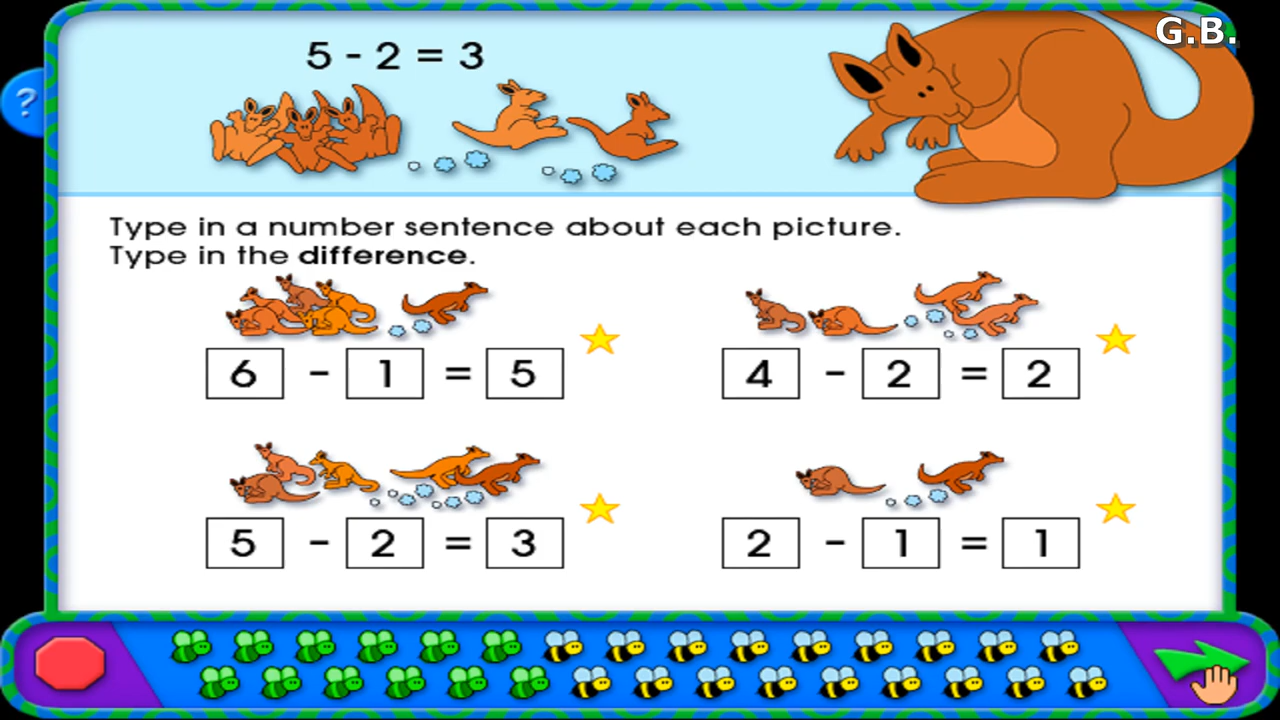 G.B.
5 - 2 = 3
?
Type in a number sentence about each picture.
Type in the difference.
6 - 1 = 5
4 - 2 = 2
5 - 2 = 3
2 - 1 = 1